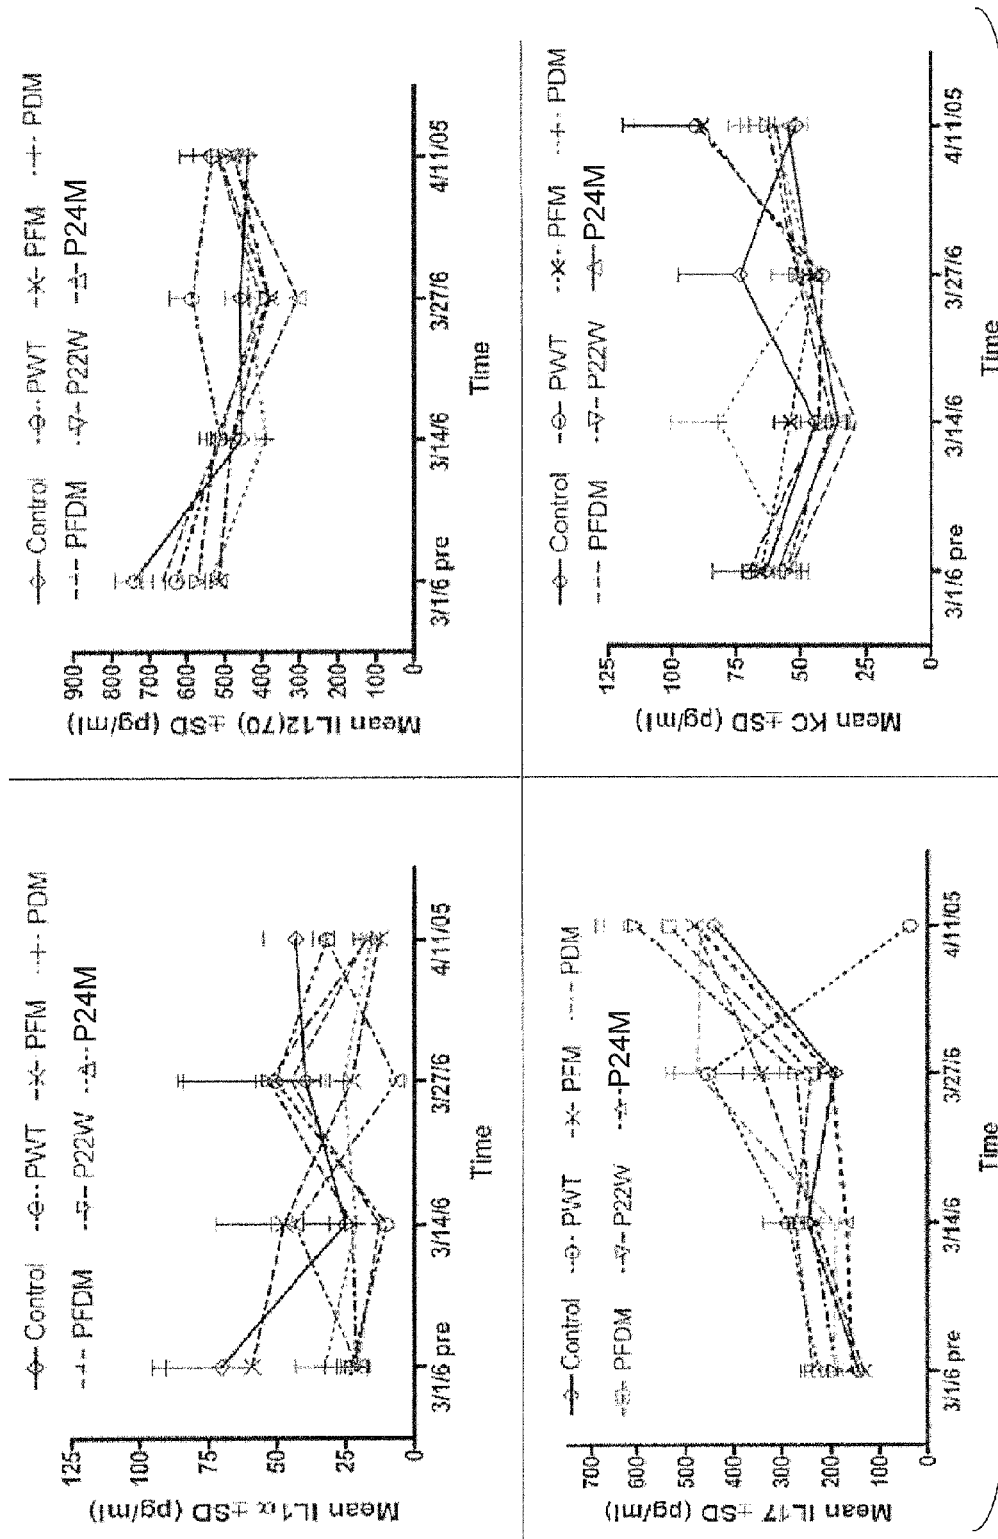 Control PWT PFM PDM
PFDM P22W P24M
Mean IL1α ±SD (pg/ml)
125
100
75
50
25
0
3/1/6 pre 3/14/6 3/27/6 4/11/05
Time
Control PWT PFM PDM
PFDM P22W P24M
Mean IL12(70) ±SD (pg/ml)
900
800
700
600
500
400
300
200
100
0
3/1/6 pre 3/14/6 3/27/6 4/11/05
Time
Control PWT PFM PDM
PFDM P22W P24M
Mean IL17 ±SD (pg/ml)
700
600
500
400
300
200
100
0
3/1/6 pre 3/14/6 3/27/6 4/11/05
Time
Control PWT PFM PDM
PFDM P22W P24M
Mean KC ±SD (pg/ml)
125
100
75
50
25
0
3/1/6 pre 3/14/6 3/27/6 4/11/05
Time